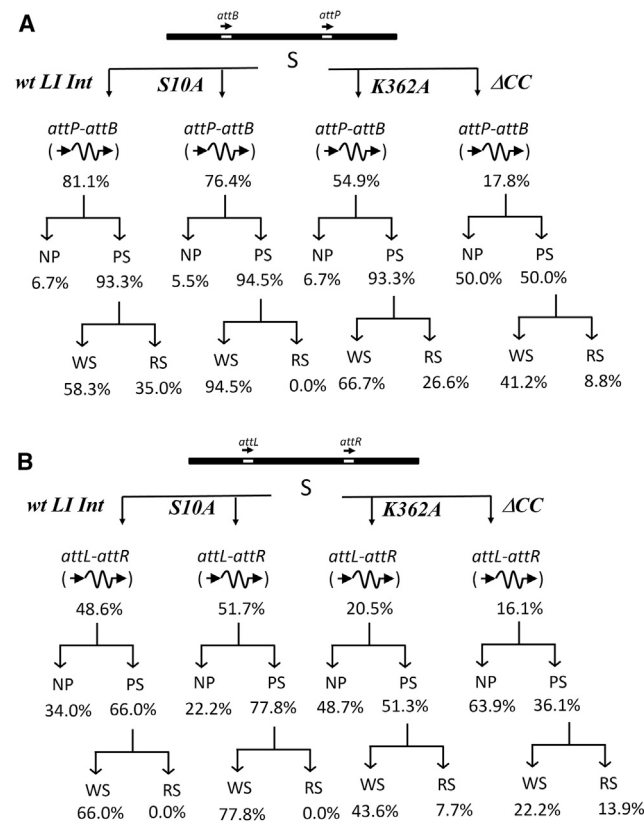 A
attB attP
S
wt LI Int S10A K362A ΔCC
attP-attB attP-attB attP-attB attP-attB
( ) ( ) ( ) ( )
81.1% 76.4% 54.9% 17.8%
NP PS NP PS NP PS NP PS
6.7% 93.3% 5.5% 94.5% 6.7% 93.3% 50.0% 50.0%
WS RS WS RS WS RS WS RS
58.3% 35.0% 94.5% 0.0% 66.7% 26.6% 41.2% 8.8%
B
attL attR
S
wt LI Int S10A K362A ΔCC
attL-attR attL-attR attL-attR attL-attR
( ) ( ) ( ) ( )
48.6% 51.7% 20.5% 16.1%
NP PS NP PS NP PS NP PS
34.0% 66.0% 22.2% 77.8% 48.7% 51.3% 63.9% 36.1%
WS RS WS RS WS RS WS RS
66.0% 0.0% 77.8% 0.0% 43.6% 7.7% 22.2% 13.9%